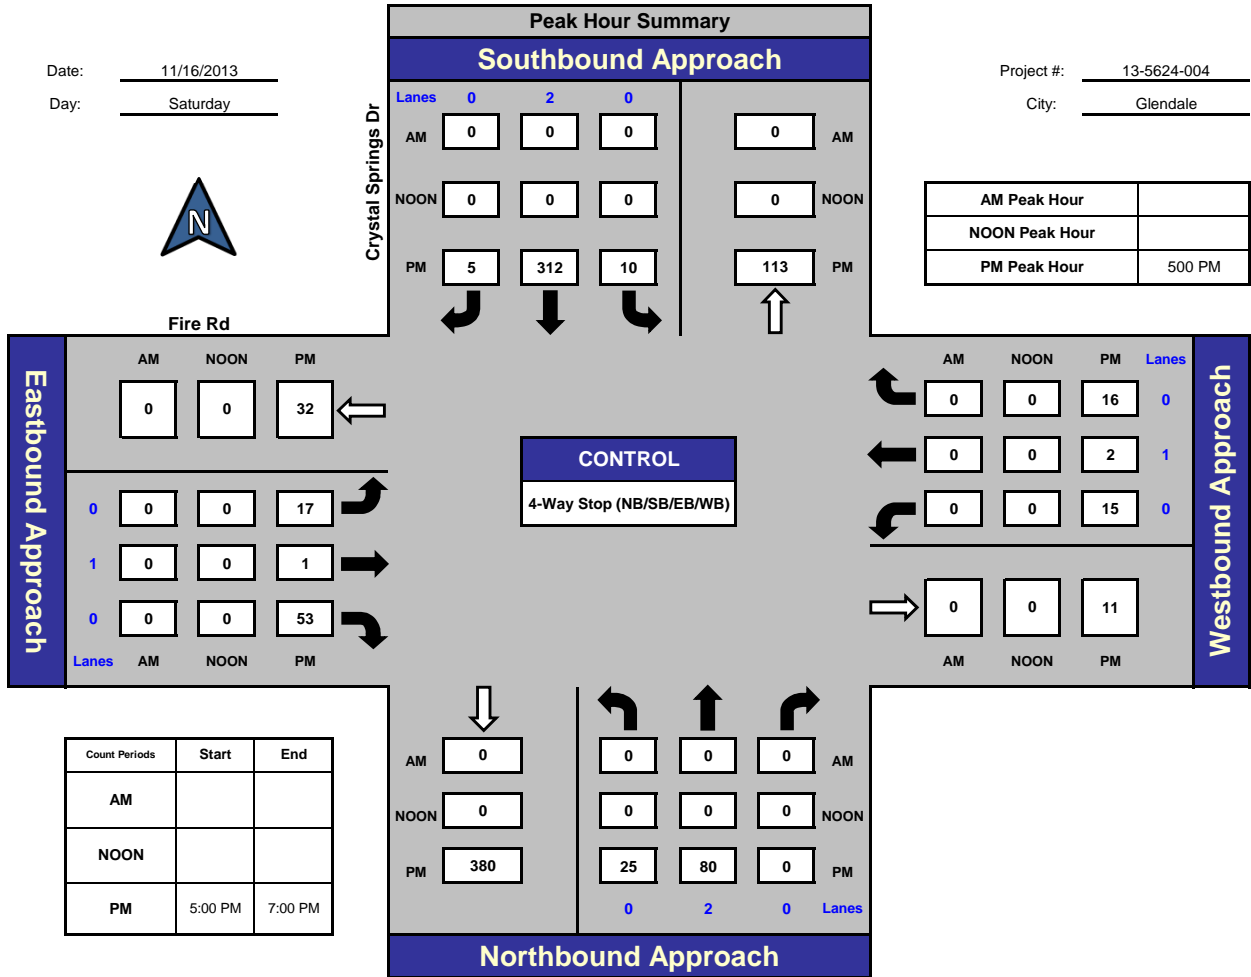 Peak Hour Summary
Southbound Approach
Date: 11/16/2013
Day: Saturday
Project #: 13-5624-004
City: Glendale
N
Crystal Springs Dr
Lanes 0 2 0
AM 0 0 0 0 AM
NOON 0 0 0 0 NOON
PM 5 312 10 113 PM
AM Peak Hour
NOON Peak Hour
PM Peak Hour 500 PM
Fire Rd
Eastbound Approach
AM NOON PM
0 0 32
0 0 0 17
1 0 0 1
0 0 0 53
Lanes AM NOON PM
CONTROL
4-Way Stop (NB/SB/EB/WB)
AM NOON PM Lanes
0 0 16 0
0 0 2 1
0 0 15 0
0 0 11
AM NOON PM
Westbound Approach
Count Periods Start End
AM
NOON
PM 5:00 PM 7:00 PM
AM 0 0 0 0 AM
NOON 0 0 0 0 NOON
PM 380 25 80 0 PM
0 2 0 Lanes
Northbound Approach